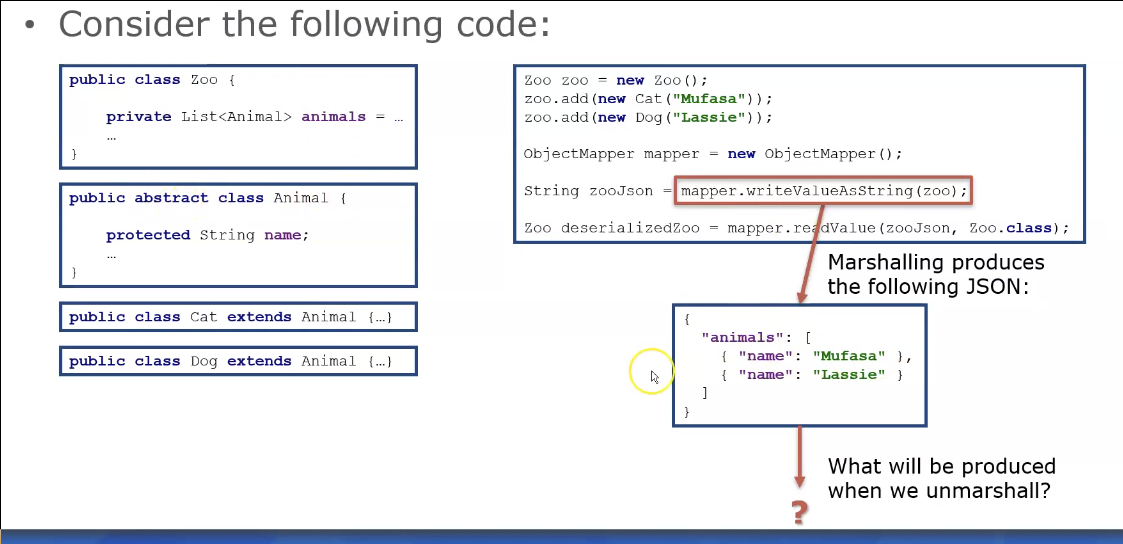 • Consider the following code:
public class Zoo {
private List<Animal> animals = …
…
}
public abstract class Animal {
protected String name;
…
}
public class Cat extends Animal {…}
public class Dog extends Animal {…}
Zoo zoo = new Zoo();
zoo.add(new Cat("Mufasa"));
zoo.add(new Dog("Lassie"));
ObjectMapper mapper = new ObjectMapper();
String zooJson = mapper.writeValueAsString(zoo);
Zoo deserializedZoo = mapper.readValue(zooJson, Zoo.class);
Marshalling produces
the following JSON:
{
"animals": [
{ "name": "Mufasa" },
{ "name": "Lassie" }
]
}
What will be produced
when we unmarshall?
?